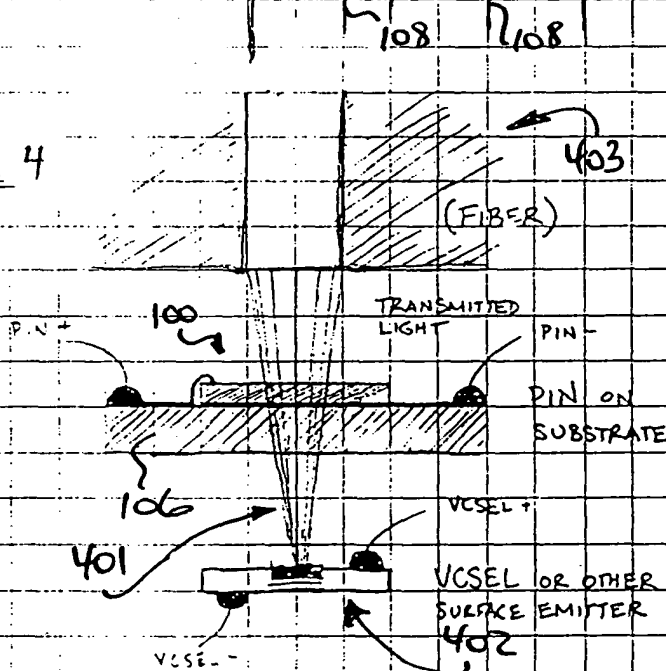 108
108
403
4
(FIBER)
TRANSMITTED
LIGHT
100
PIN +
PIN -
PIN ON
SUBSTRATE
106
VCSEL +
401
VCSEL OR OTHER
SURFACE EMITTER
402
VCSEL -